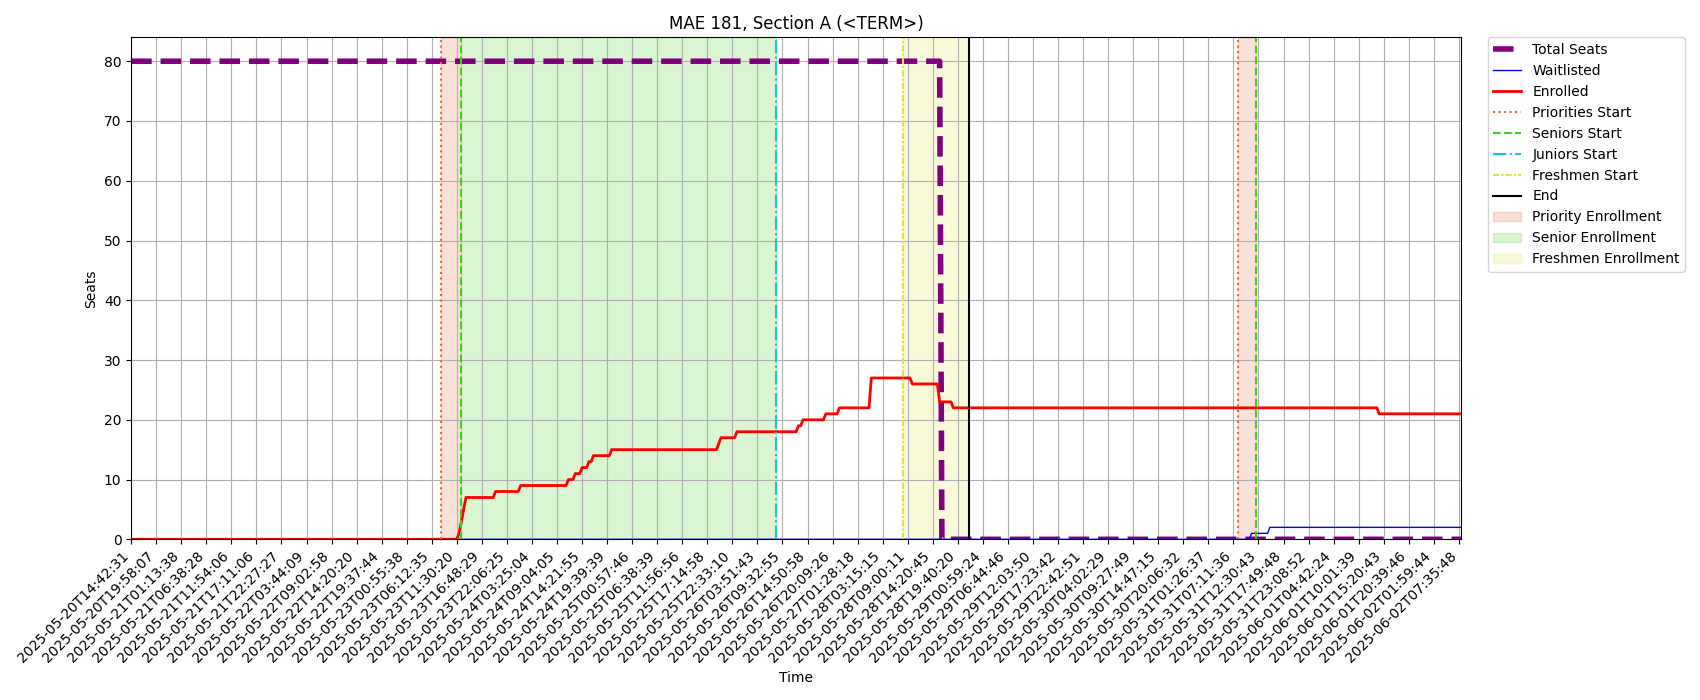 MAE 181, Section A (<TERM>)
Seats
80
70
60
50
40
30
20
10
0
2025-05-20T14:42:31
2025-05-20T19:58:07
2025-05-21T01:13:38
2025-05-21T06:38:28
2025-05-21T11:54:06
2025-05-21T17:11:06
2025-05-21T22:27:27
2025-05-22T03:44:09
2025-05-22T09:02:58
2025-05-22T14:20:20
2025-05-22T19:37:44
2025-05-23T00:55:38
2025-05-23T06:12:35
2025-05-23T11:30:20
2025-05-23T16:48:29
2025-05-23T22:06:25
2025-05-24T03:25:04
2025-05-24T09:04:05
2025-05-24T14:21:55
2025-05-24T19:39:39
2025-05-25T00:57:46
2025-05-25T06:38:39
2025-05-25T11:56:56
2025-05-25T17:14:58
2025-05-25T22:33:10
2025-05-26T03:51:43
2025-05-26T09:32:55
2025-05-26T14:50:58
2025-05-26T20:09:26
2025-05-27T01:28:18
2025-05-28T03:15:15
2025-05-28T09:00:11
2025-05-28T14:20:45
2025-05-28T19:40:20
2025-05-29T00:59:24
2025-05-29T06:44:46
2025-05-29T12:03:50
2025-05-29T17:23:42
2025-05-29T22:42:51
2025-05-30T04:02:29
2025-05-30T09:27:49
2025-05-30T14:47:15
2025-05-30T20:06:32
2025-05-31T01:26:37
2025-05-31T07:11:36
2025-05-31T12:30:43
2025-05-31T17:49:48
2025-05-31T23:08:52
2025-06-01T04:42:24
2025-06-01T10:01:39
2025-06-01T15:20:43
2025-06-01T20:39:46
2025-06-02T01:59:44
2025-06-02T07:35:48
Time
Total Seats
Waitlisted
Enrolled
Priorities Start
Seniors Start
Juniors Start
Freshmen Start
End
Priority Enrollment
Senior Enrollment
Freshmen Enrollment